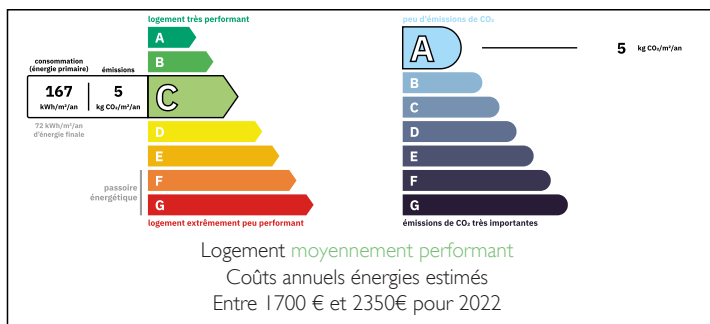 logement très performant
A
B
consommation
(énergie primaire)
émissions
167
kWh/m²/an
5
kg CO₂/m²/an
C
72 kWh/m²/an
d'énergie finale
D
E
F
G
passoire
énergétique
logement extrêmement peu performant
peu d'émissions de CO₂
A
5 kg CO₂/m²/an
B
C
D
E
F
G
émissions de CO₂ très importantes
Logement moyennement performant
Coûts annuels énergies estimés
Entre 1700 € et 2350€ pour 2022